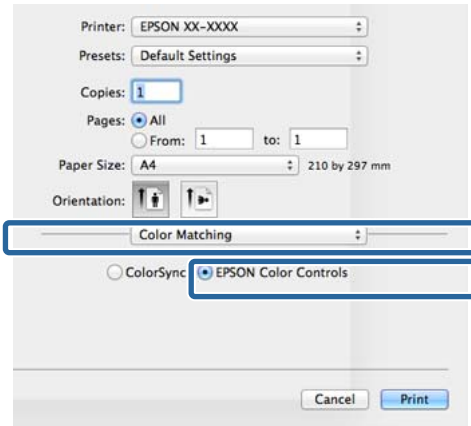 Printer: EPSON XX-XXXX
Presets: Default Settings
Copies: 1
Pages: All
From: 1 to: 1
Paper Size: A4 210 by 297 mm
Orientation:
Color Matching
ColorSync EPSON Color Controls
Cancel Print